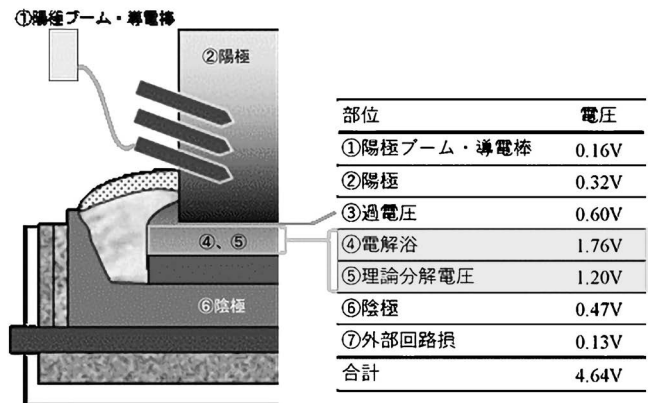 ①陽極ブーム・導電棒
②陽極
④、⑤
⑥陰極
部位 電圧
①陽極ブーム・導電棒 0.16V
②陽極 0.32V
③過電圧 0.60V
④電解浴 1.76V
⑤理論分解電圧 1.20V
⑥陰極 0.47V
⑦外部回路損 0.13V
合計 4.64V